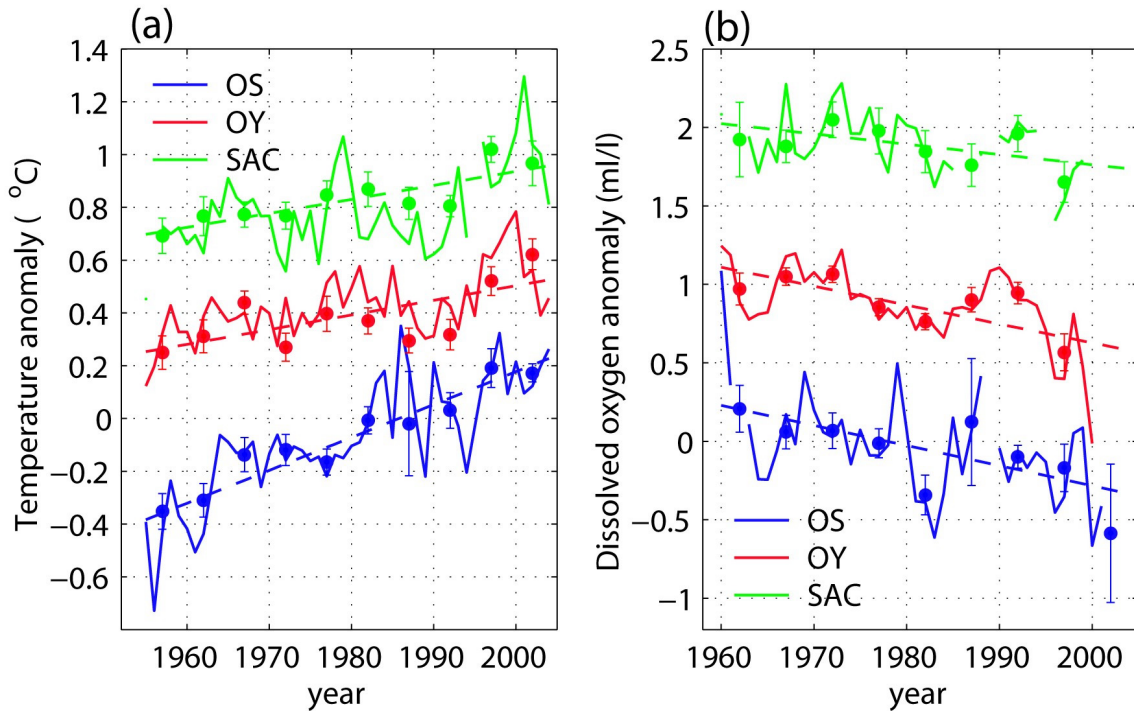 (a)
1.4
1.2
1
0.8
0.6
0.4
0.2
0
−0.2
−0.4
−0.6
Temperature anomaly ( °C)
OS
OY
SAC
1960 1970 1980 1990 2000
year
(b)
2.5
2
1.5
1
0.5
0
−0.5
−1
Dissolved oxygen anomaly (ml/l)
OS
OY
SAC
1960 1970 1980 1990 2000
year